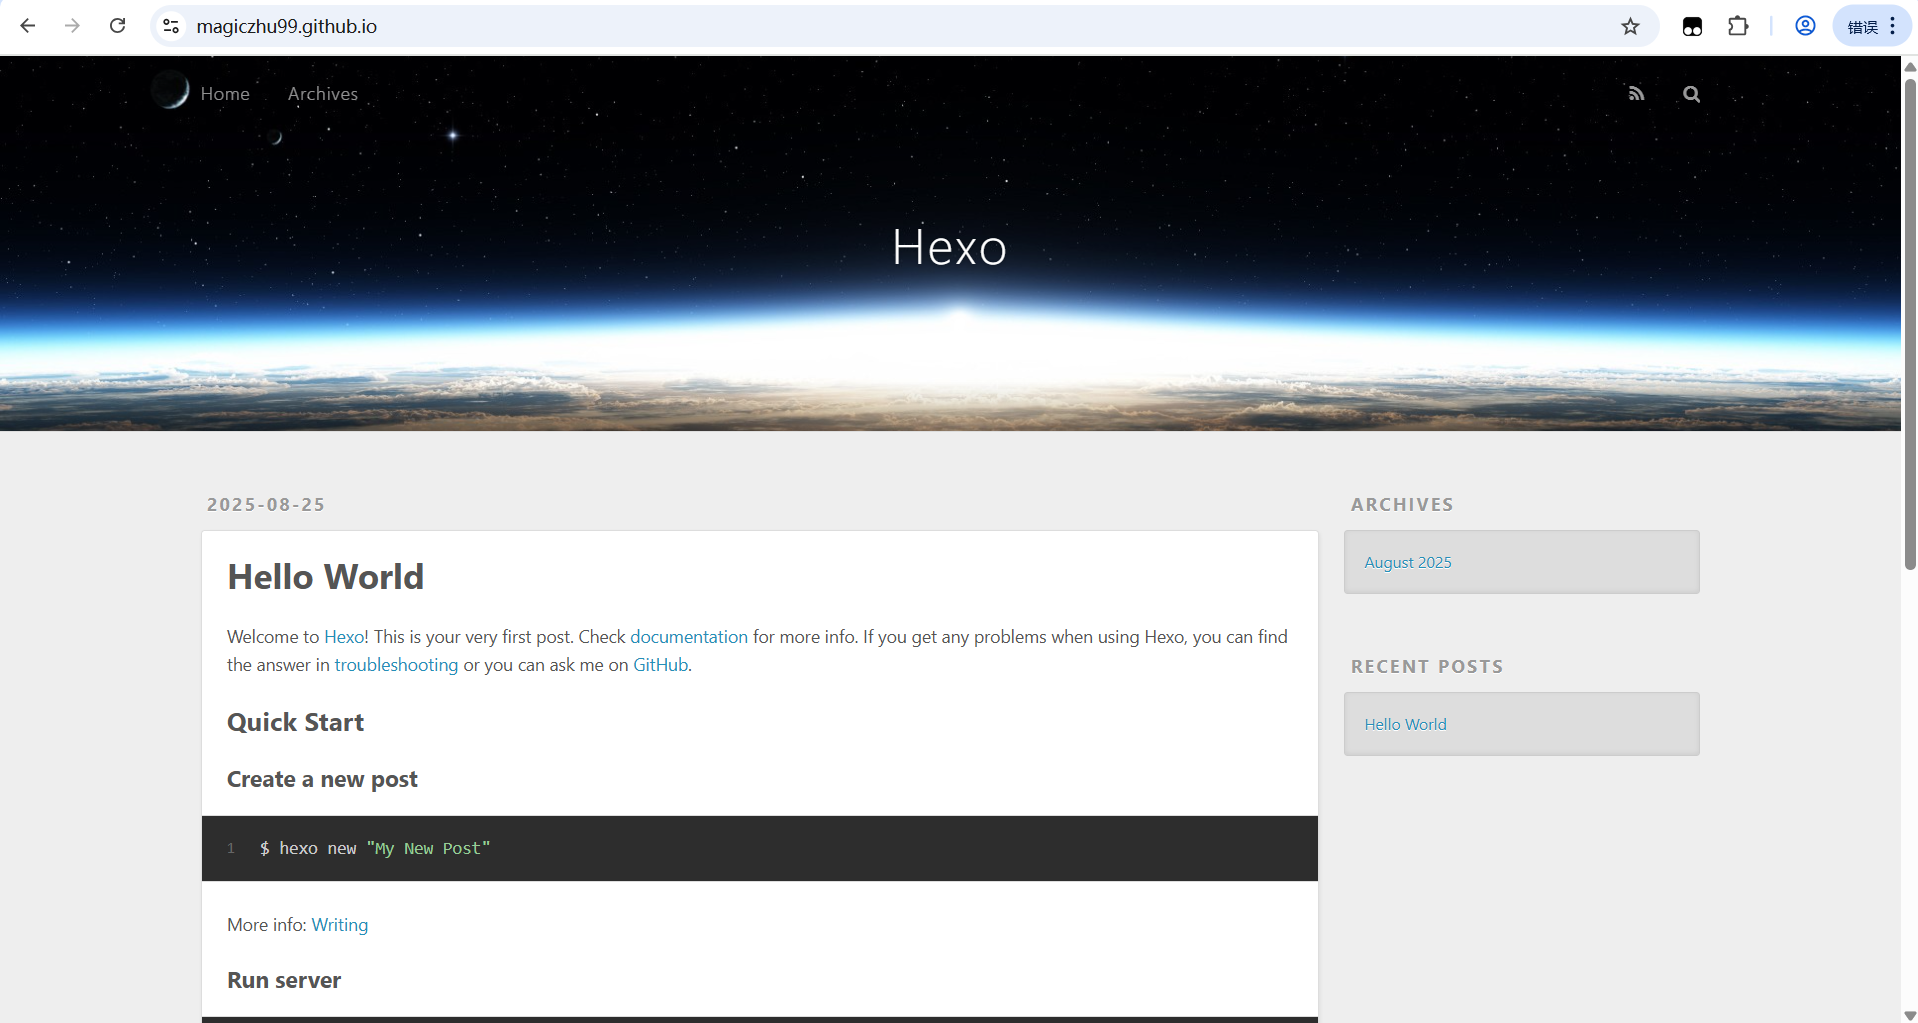 magiczhu99.github.io
错误
Home
Archives
Hexo
2025-08-25
Hello World
Welcome to Hexo! This is your very first post. Check documentation for more info. If you get any problems when using Hexo, you can find
the answer in troubleshooting or you can ask me on GitHub.
Quick Start
Create a new post
1 $ hexo new "My New Post"
More info: Writing
Run server
ARCHIVES
August 2025
RECENT POSTS
Hello World